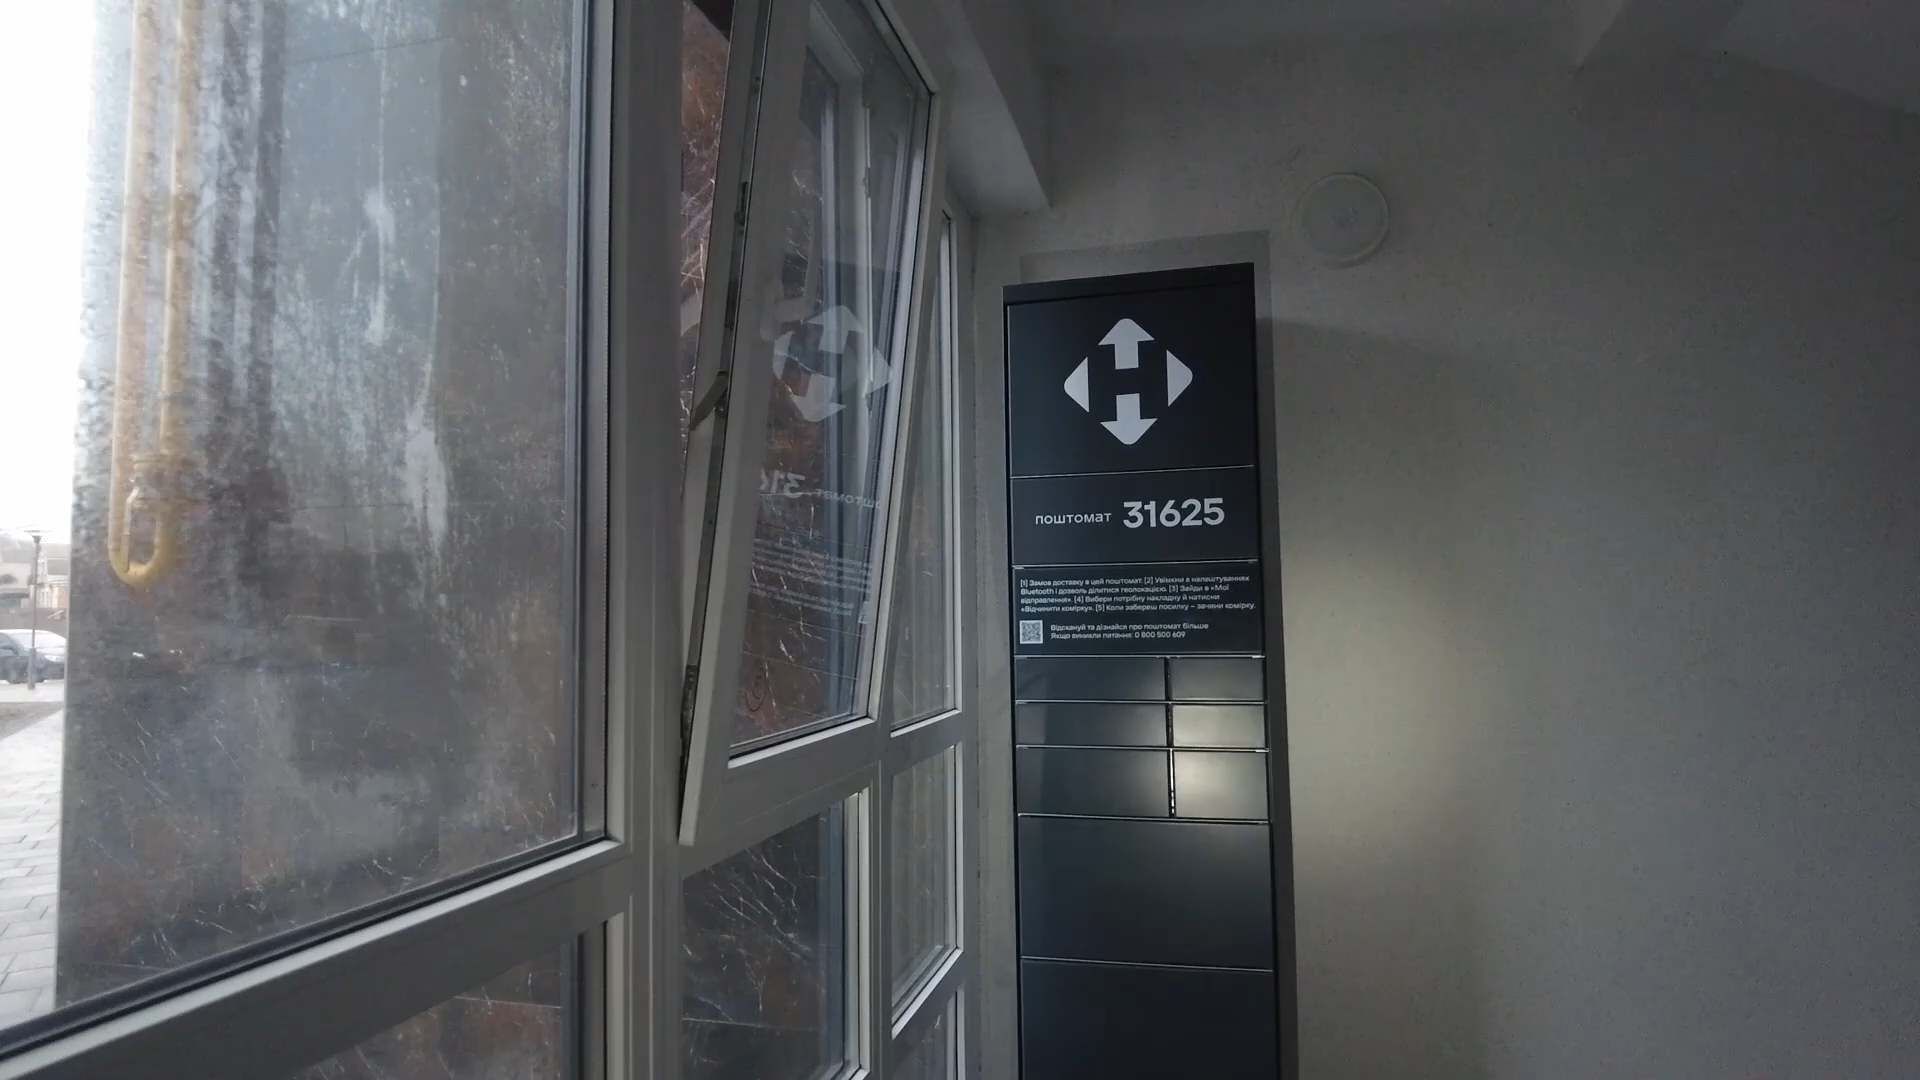 поштомат 31625
[1] Замов доставку в цей поштомат. [2] Увімкни в налаштуваннях
Bluetooth і дозволь ділитися геолокацією. [3] Зайди в «Мої
відправлення». [4] Вибери потрібну накладну й натисни
«Відчинити комірку». [5] Коли забереш посилку – зачини комірку.
Відскануй та дізнайся про поштомат більше
Якщо виникли питання: 0 800 500 609